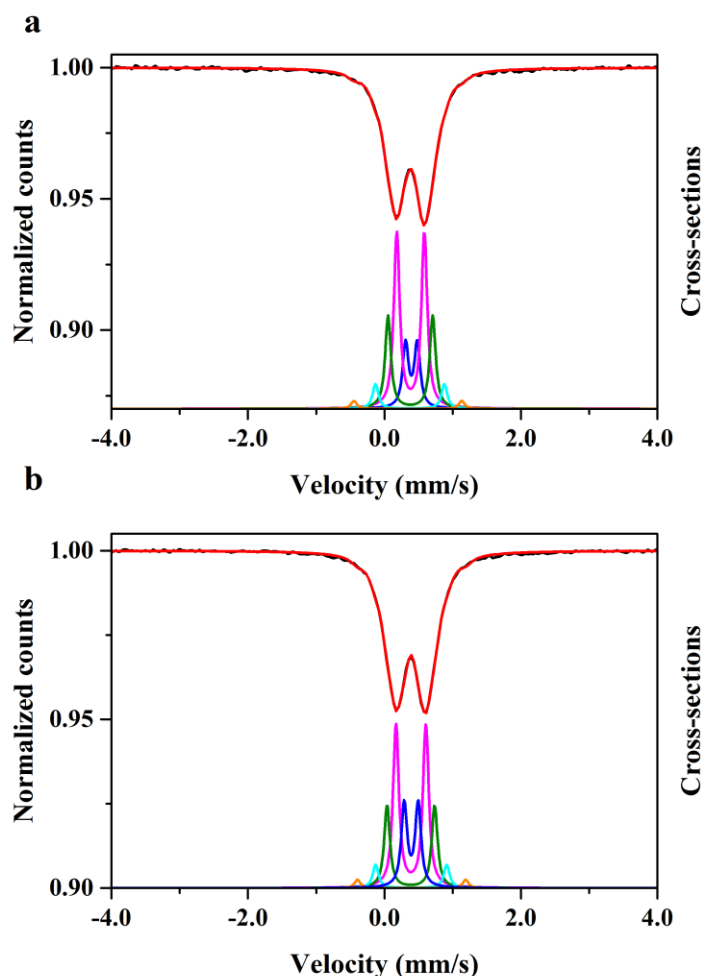 a
1.00
0.95
0.90
Normalized counts
Cross-sections
-4.0 -2.0 0.0 2.0 4.0
Velocity (mm/s)
b
1.00
0.95
0.90
Normalized counts
Cross-sections
-4.0 -2.0 0.0 2.0 4.0
Velocity (mm/s)